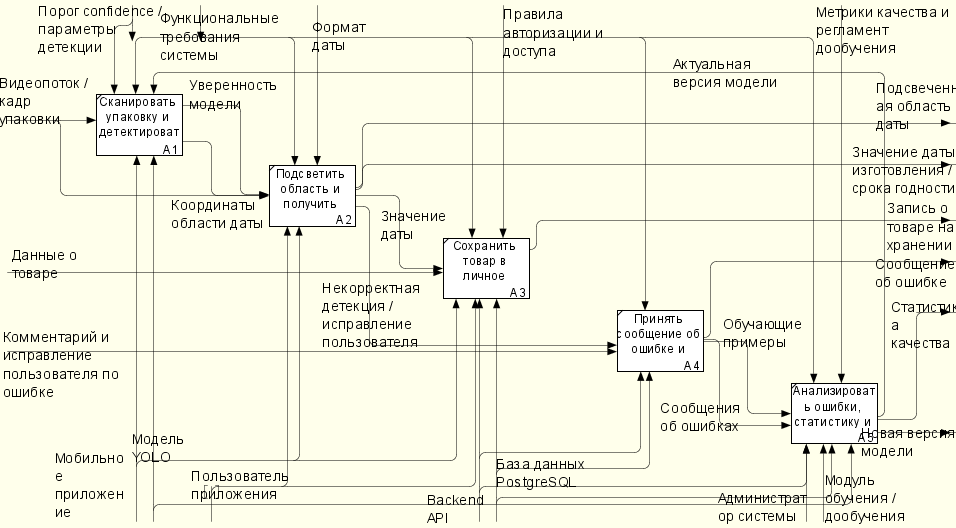 Порог confidence /
параметры
детекции
Функциональные
требования
системы
Формат
даты
Правила
авторизации и
доступа
Метрики качества и
регламент
дообучения
Видеопоток /
кадр
упаковки
Сканировать
упаковку и
детектироват
A1
Уверенность
модели
Актуальная
версия модели
Подсвеченн
ая область
даты
Подсветить
область и
получить
A2
Координаты
области даты
Значение даты
изготовления /
срока годности
Значение
даты
Запись о
товаре на
хранении
Данные о
товаре
Сохранить
товар в
личное
A3
Сообщение
об ошибке
Некорректная
детекция /
исправление
пользователя
Принять
сообщение об
ошибке и
A4
Обучающие
примеры
Статистик
а
качества
Комментарий и
исправление
пользователя по
ошибке
Сообщения
об ошибках
Анализироват
ь ошибки,
статистику и
A5
Новая версия
модели
Модель
YOLO
Мобильно
е
приложен
ие
Пользователь
приложения
База данных
PostgreSQL
Backend
API
Администрат
ор системы
Модуль
обучения /
дообучения